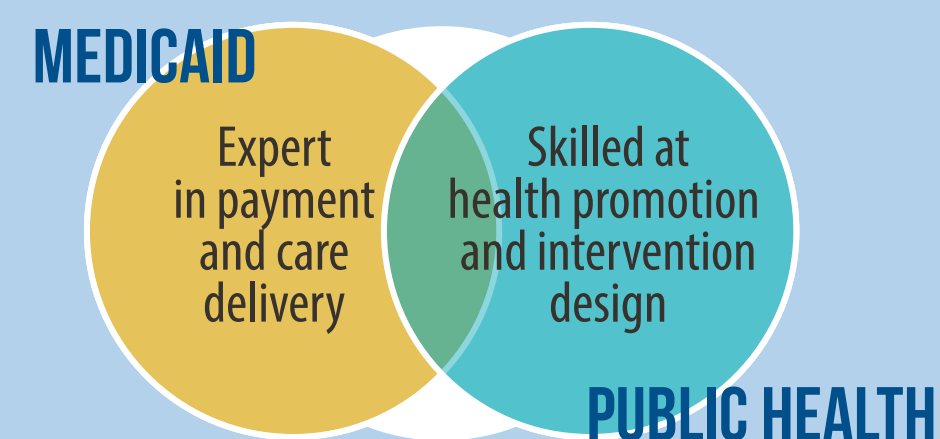 MEDICAID
Expert
in payment
and care
delivery
Skilled at
health promotion
and intervention
design
PUBLIC HEALTH